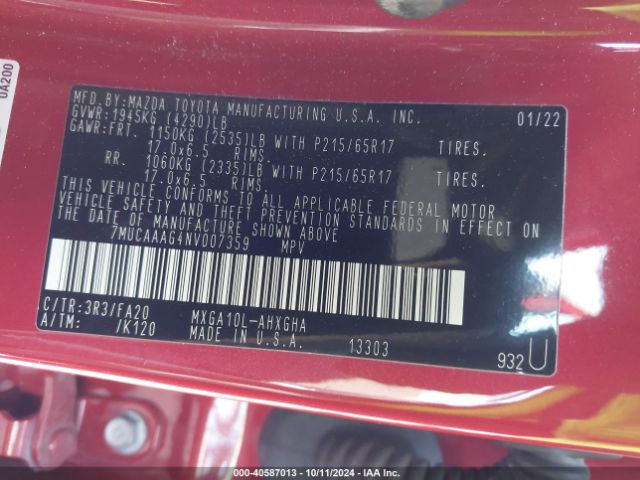 0A200
MFD.BY:MAZDA TOYOTA MANUFACTURING U.S.A. INC. 01/22
GVWR:1945KG (4290)LB
GAWR:FRT. 1150KG (2535)LB WITH P215/65R17 TIRES.
17.0x6.5 RIMS.
RR. 1060KG (2335)LB WITH P215/65R17 TIRES.
17.0x6.5 RIMS.
THIS VEHICLE CONFORMS TO ALL APPLICABLE FEDERAL MOTOR
VEHICLE SAFETY AND THEFT PREVENTION STANDARDS IN EFFECT ON
THE DATE OF MANUFACTURE SHOWN ABOVE.
7MUCAAAG4NV007359 MPV
C/TR:3R3/FA20 MXGA10L-AHXGHA
A/TM: /K120 MADE IN U.S.A. 13303 932U
000-40587013 - 10/11/2024 - IAA Inc.